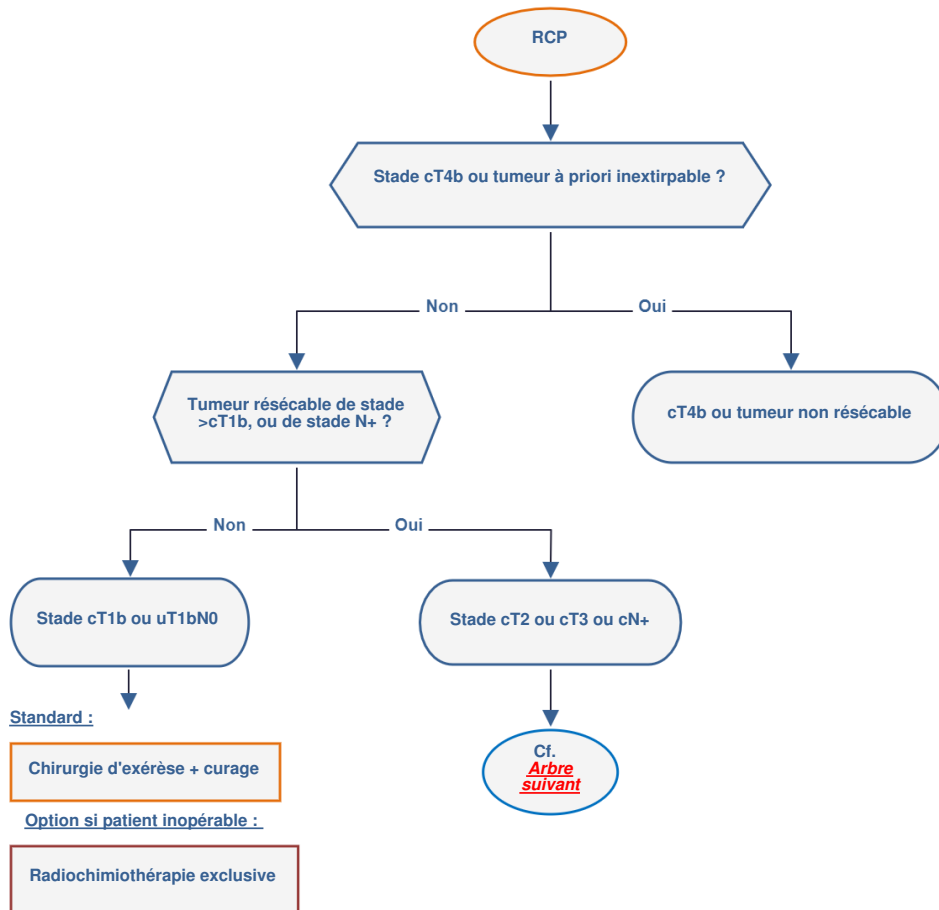 RCP
Stade cT4b ou tumeur à priori inextirpable ?
Non
Oui
Tumeur résécable de stade
>cT1b, ou de stade N+ ?
cT4b ou tumeur non résécable
Non
Oui
Stade cT1b ou uT1bN0
Stade cT2 ou cT3 ou cN+
Standard :
Chirurgie d'exérèse + curage
Cf.
Arbre
suivant
Option si patient inopérable :
Radiochimiothérapie exclusive